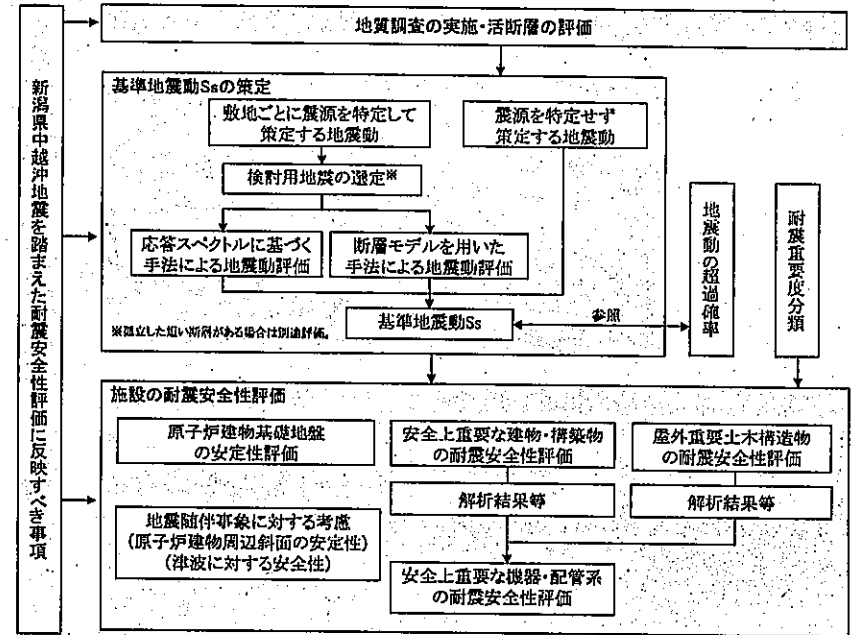 新潟県中越沖地震を踏まえた耐震安全性評価に反映すべき事項
地質調査の実施・活断層の評価
基準地震動Ssの策定
敷地ごとに震源を特定して
策定する地震動
震源を特定せず
策定する地震動
検討用地震の選定※
応答スペクトルに基づく
手法による地震動評価
断層モデルを用いた
手法による地震動評価
※孤立した短い断層がある場合は別途評価。
基準地震動Ss
参照
地震動の超過確率
耐震重要度分類
施設の耐震安全性評価
原子炉建物基礎地盤
の安定性評価
安全上重要な建物・構築物
の耐震安全性評価
屋外重要土木構造物
の耐震安全性評価
解析結果等
解析結果等
地震随伴事象に対する考慮
(原子炉建物周辺斜面の安定性)
(津波に対する安全性)
安全上重要な機器・配管系
の耐震安全性評価